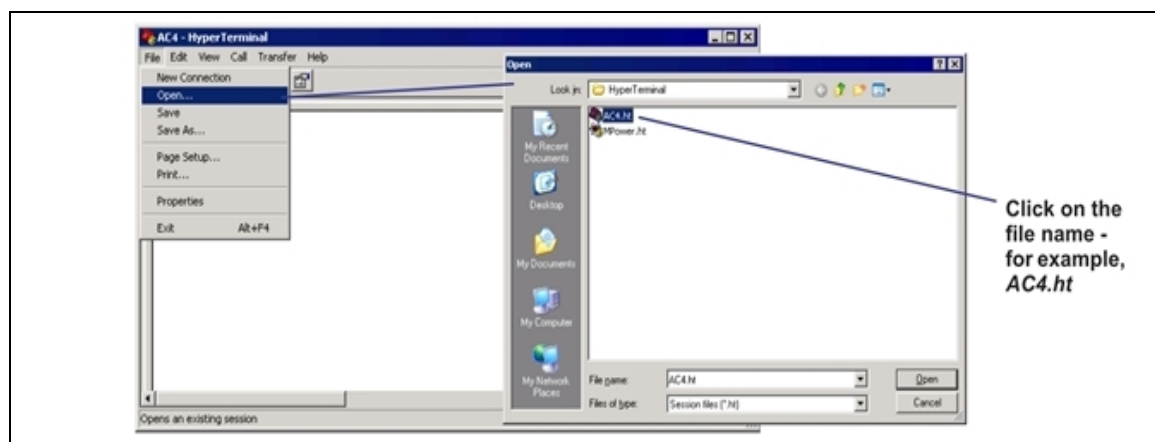 AC4 - HyperTerminal
File Edit View Call Transfer Help
New Connection
Open...
Save
Save As...
Page Setup...
Print...
Properties
Exit Alt+F4
Opens an existing session
Open
Look in: HyperTerminal
AC4.ht
MPower.ht
My Recent
Documents
Desktop
My Documents
My Computer
My Network
Places
File name: AC4.ht
Files of type: Session files (*.ht)
Open
Cancel
Click on the
file name -
for example,
AC4.ht